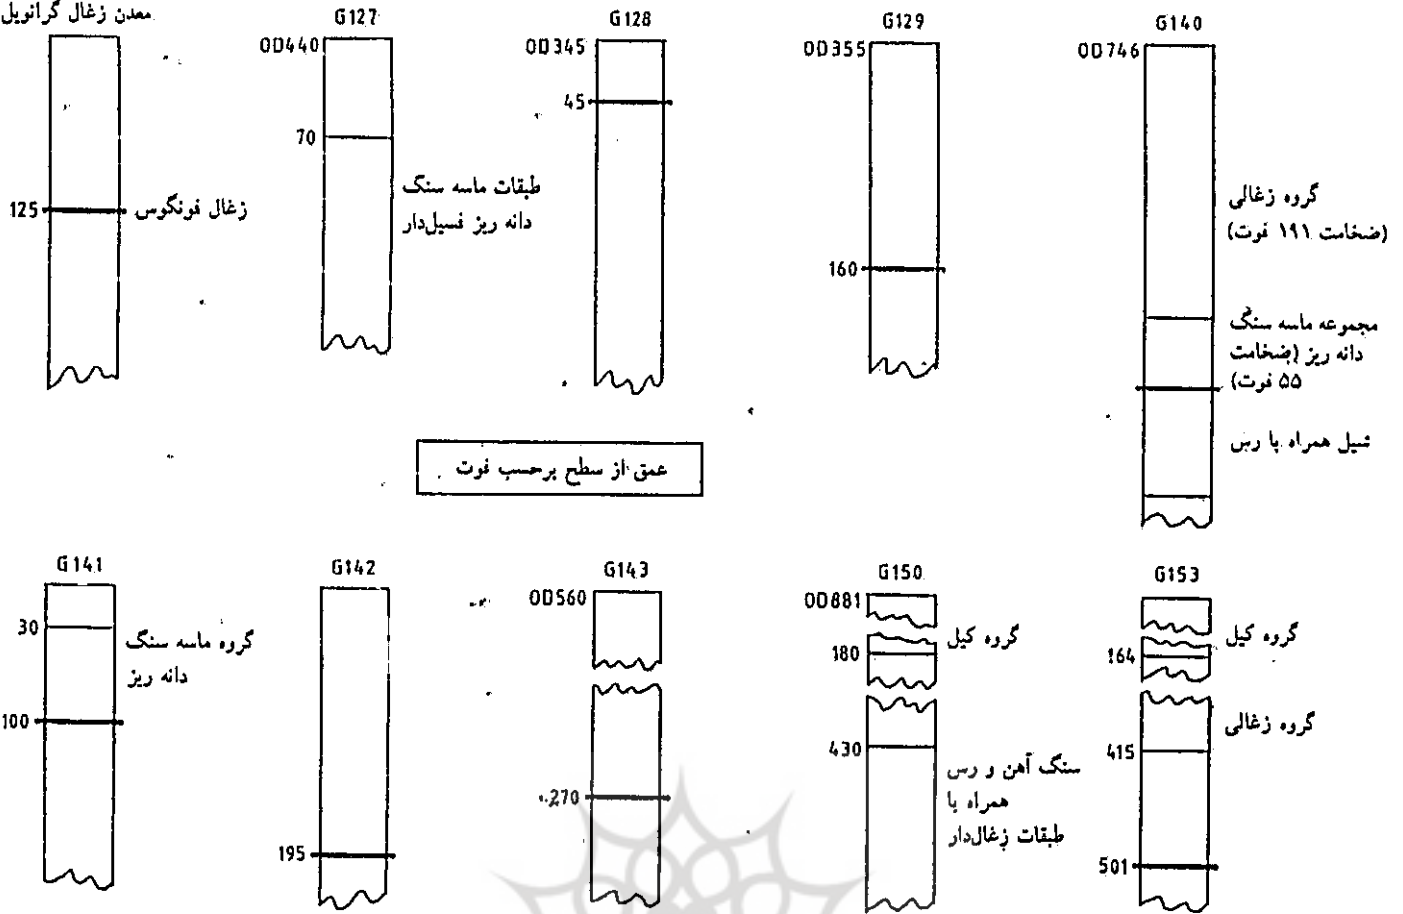 معدن زغال گرانویل
125
زغال فونگوس
G127
OD440
70
طبقات ماسه سنگ
دانه ریز فسیل‌دار
G128
OD345
45
G129
OD355
160
G140
OD746
گروه زغالی
(ضخامت ۱۹۱ فوت)
مجموعه ماسه سنگ
دانه ریز (ضخامت
۵۵ فوت)
شیل همراه با رس
عمق از سطح برحسب فوت
G141
30
گروه ماسه سنگ
دانه ریز
100
G142
195
G143
OD560
270
G150
OD881
گروه کیل
180
430
سنگ آهن و رس
همراه با
طبقات زغال‌دار
G153
گروه کیل
164
گروه زغالی
415
501